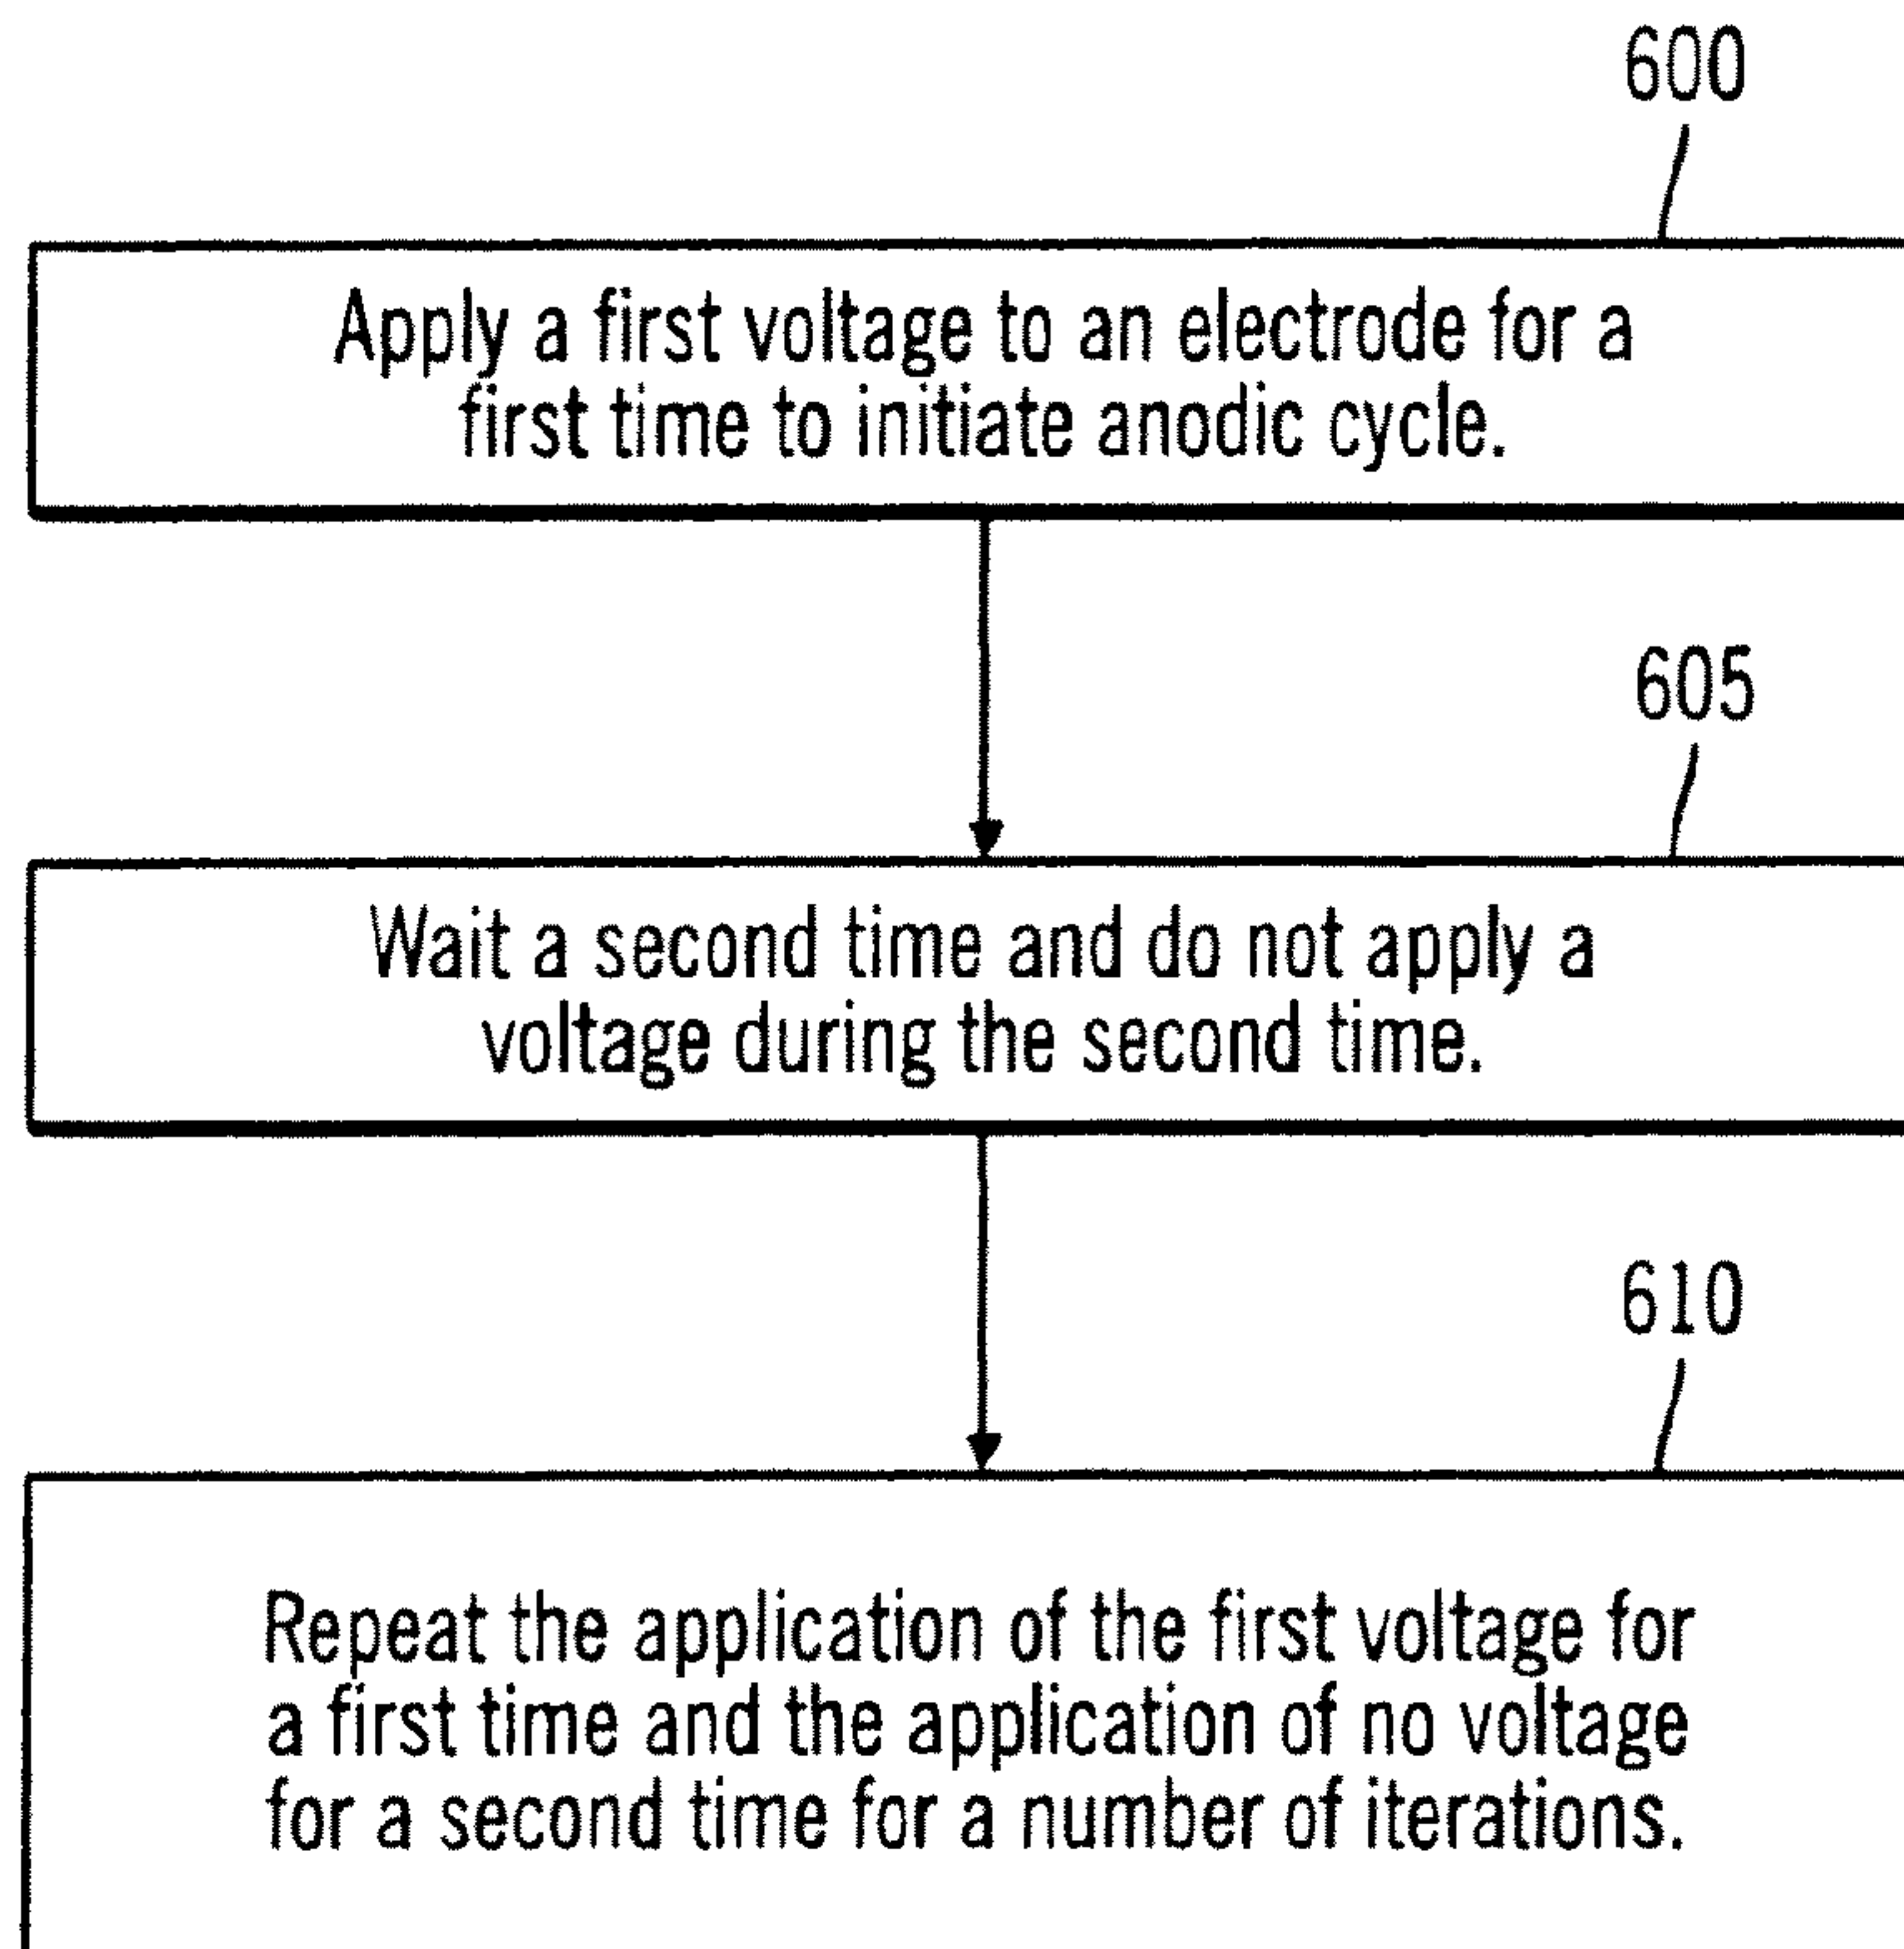 600
Apply a first voltage to an electrode for a
first time to initiate anodic cycle.
605
Wait a second time and do not apply a
voltage during the second time.
610
Repeat the application of the first voltage for
a first time and the application of no voltage
for a second time for a number of iterations.